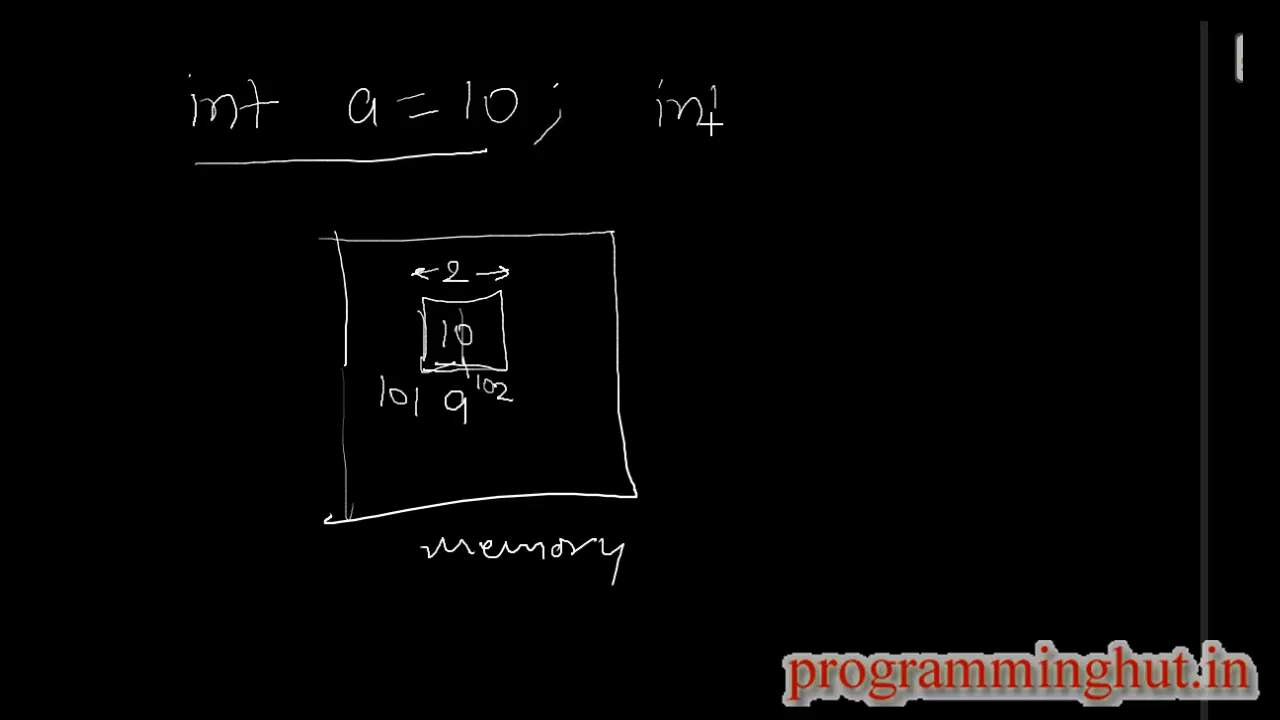 int a = 10; int
2
10
101 a 102
memory
programminghut.in